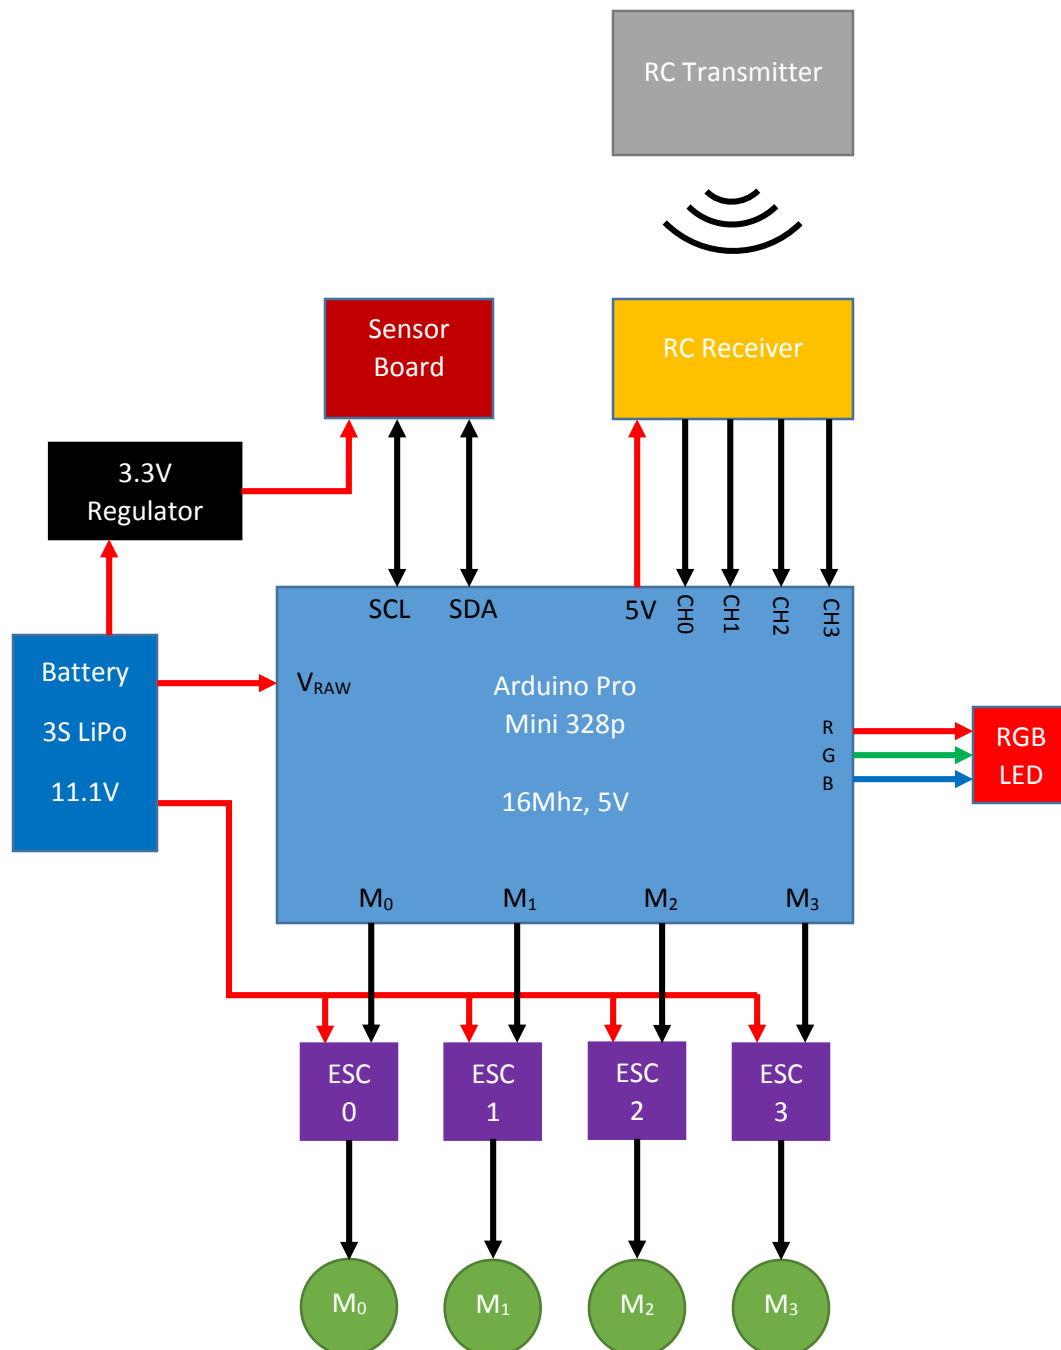 RC Transmitter
Sensor
Board
RC Receiver
3.3V
Regulator
SCL
SDA
5V
CH0
CH1
CH2
CH3
Battery
3S LiPo
11.1V
V_RAW
Arduino Pro
Mini 328p
16Mhz, 5V
R
G
B
RGB
LED
M₀
M₁
M₂
M₃
ESC
0
ESC
1
ESC
2
ESC
3
M₀
M₁
M₂
M₃